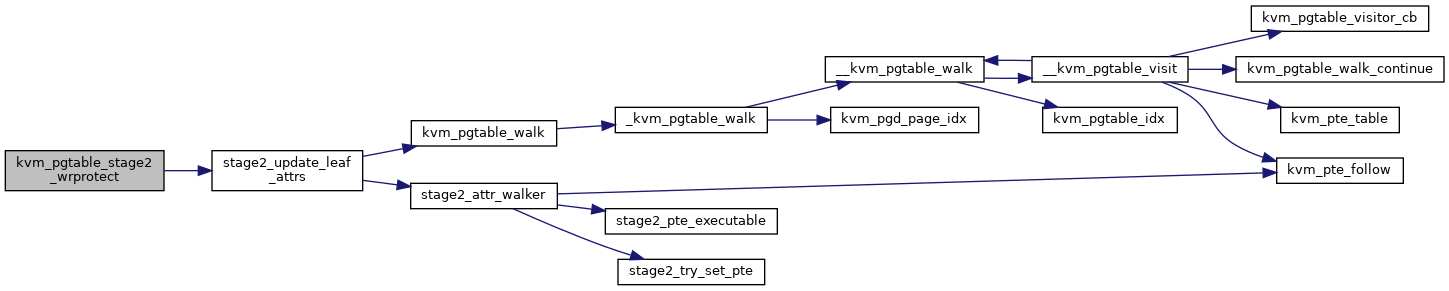 kvm_pgtable_stage2
_wrprotect
stage2_update_leaf
_attrs
kvm_pgtable_walk
stage2_attr_walker
_kvm_pgtable_walk
stage2_pte_executable
stage2_try_set_pte
__kvm_pgtable_walk
kvm_pgd_page_idx
__kvm_pgtable_visit
kvm_pgtable_idx
kvm_pgtable_visitor_cb
kvm_pgtable_walk_continue
kvm_pte_table
kvm_pte_follow